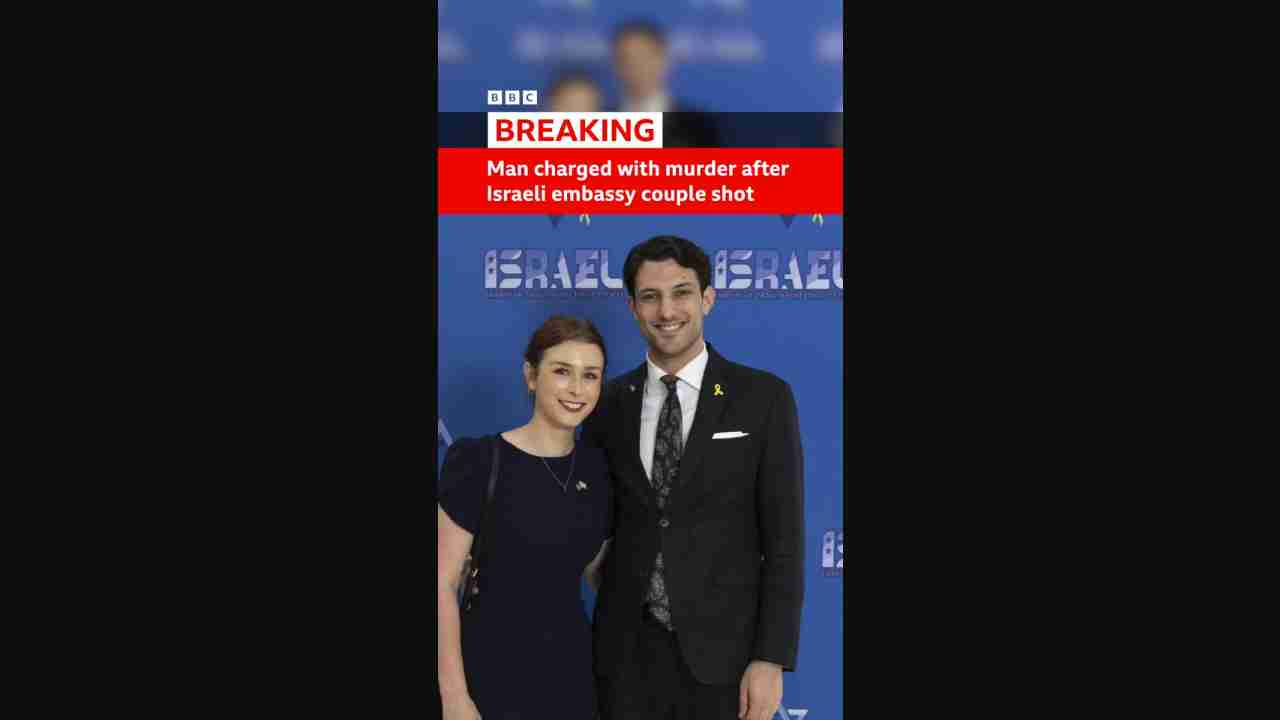 BBC
BREAKING
Man charged with murder after
Israeli embassy couple shot
ISRAEL ISRAEL